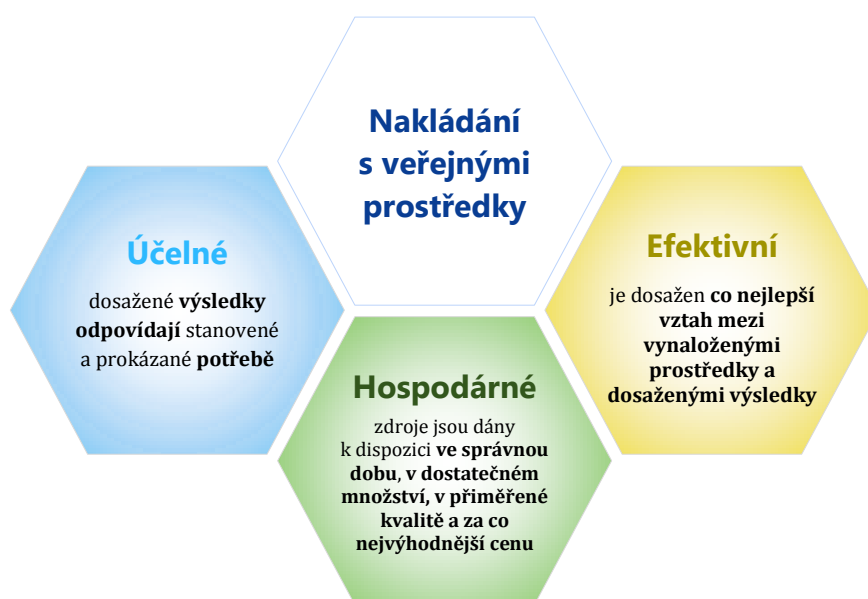 Nakládání
s veřejnými
prostředky
Účelné
dosažené výsledky
odpovídají stanovené
a prokázané potřebě
Hospodárné
zdroje jsou dány
k dispozici ve správnou
dobu, v dostatečném
množství, v přiměřené
kvalitě a za co
nejvýhodnější cenu
Efektivní
je dosažen co nejlepší
vztah mezi
vynaloženými
prostředky a
dosaženými výsledky